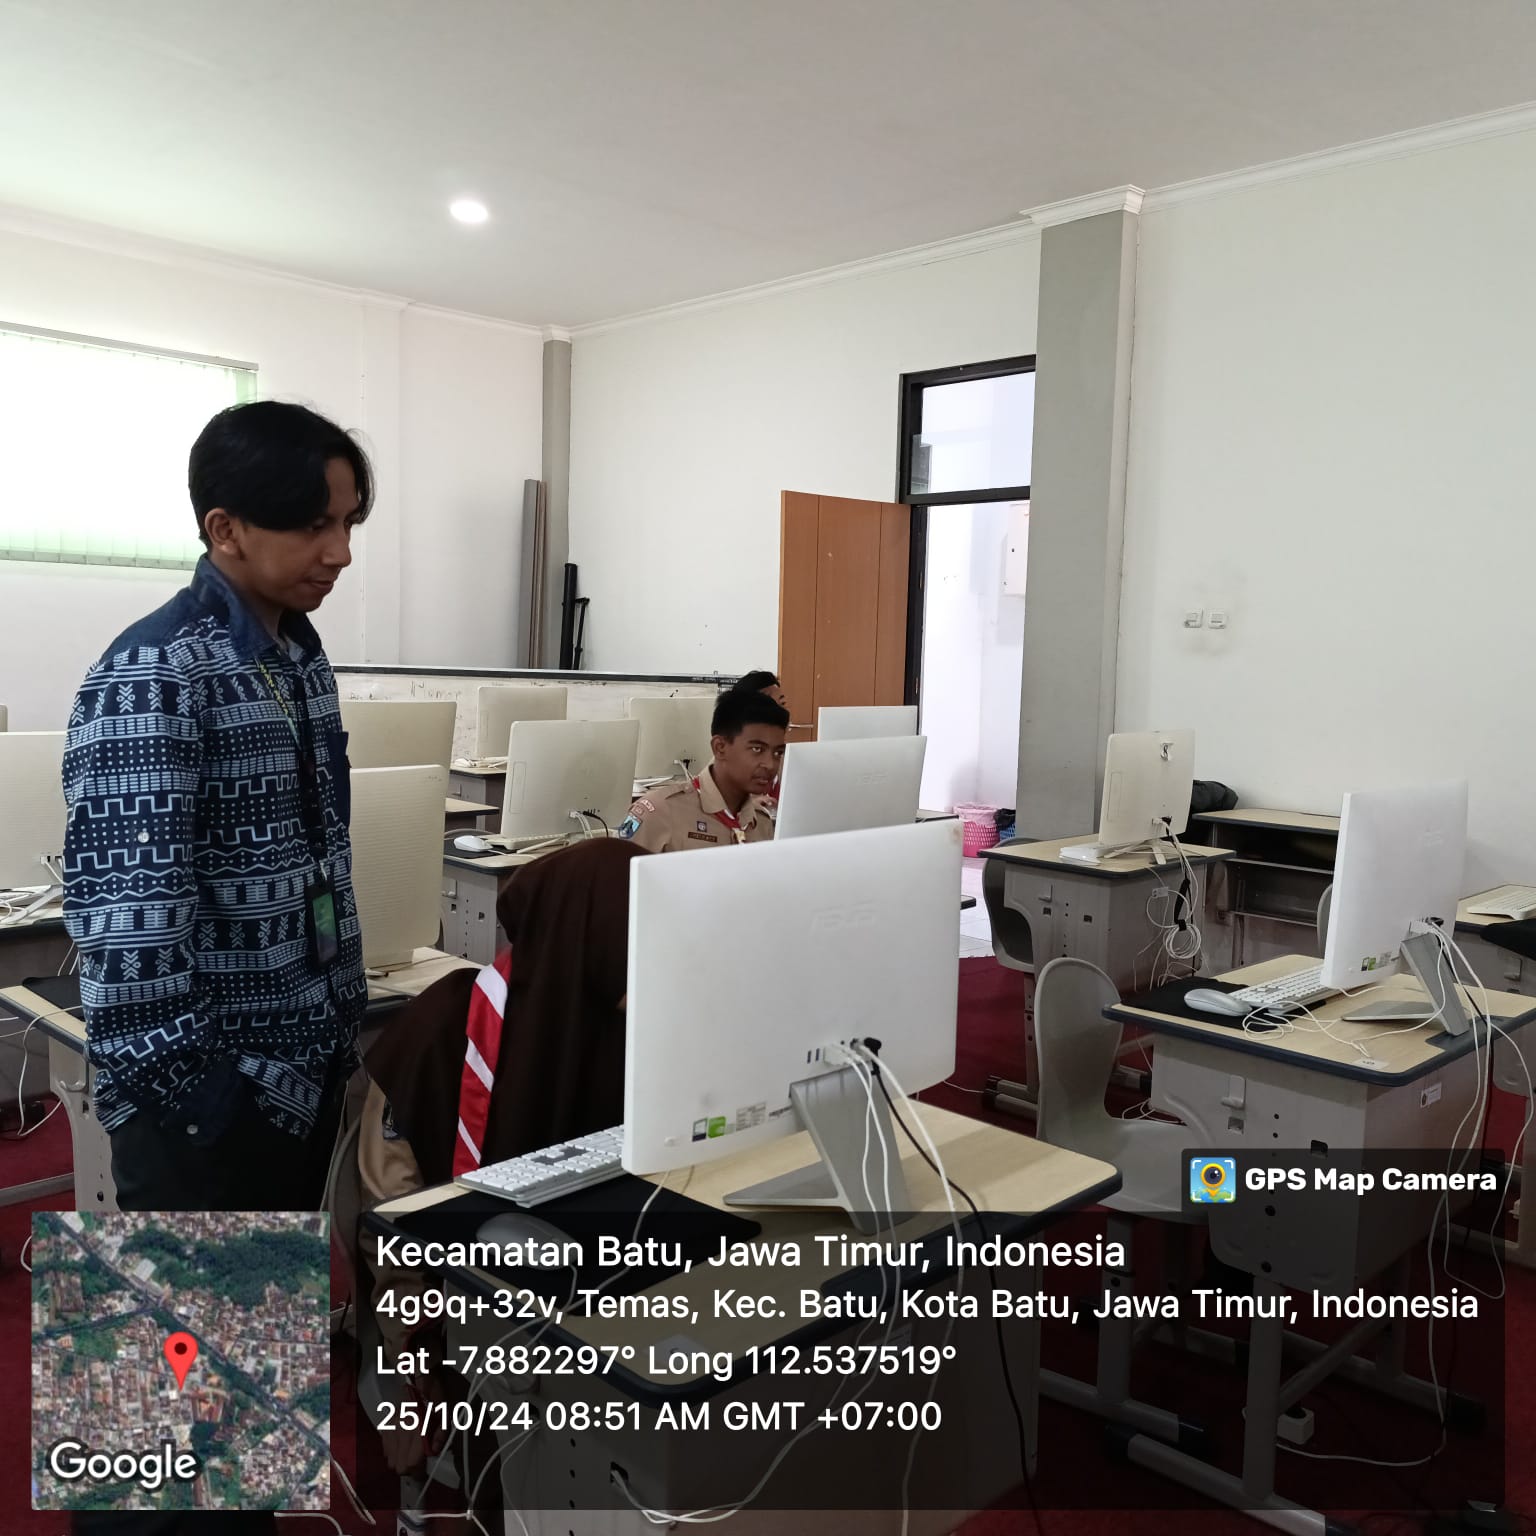 ASUS
GPS Map Camera
Kecamatan Batu, Jawa Timur, Indonesia
4g9q+32v, Temas, Kec. Batu, Kota Batu, Jawa Timur, Indonesia
Lat -7.882297° Long 112.537519°
25/10/24 08:51 AM GMT +07:00
Google